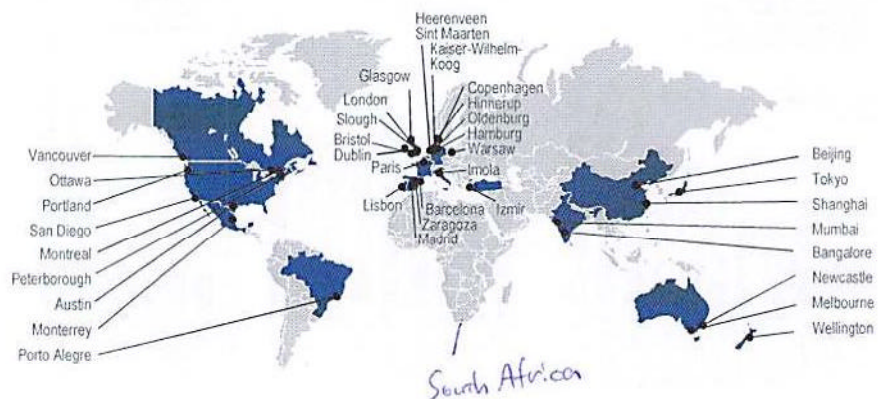 Heerenveen
Sint Maarten
Kaiser-Wilhelm-
Koog
Glasgow
London
Slough
Bristol
Dublin
Paris
Lisbon
Copenhagen
Hinnerup
Oldenburg
Hamburg
Warsaw
Imola
Barcelona
Izmir
Zaragoza
Madrid
Vancouver
Ottawa
Portland
San Diego
Montreal
Peterborough
Austin
Monterrey
Porto Alegre
Beijing
Tokyo
Shanghai
Mumbai
Bangalore
Newcastle
Melbourne
Wellington
South Africa